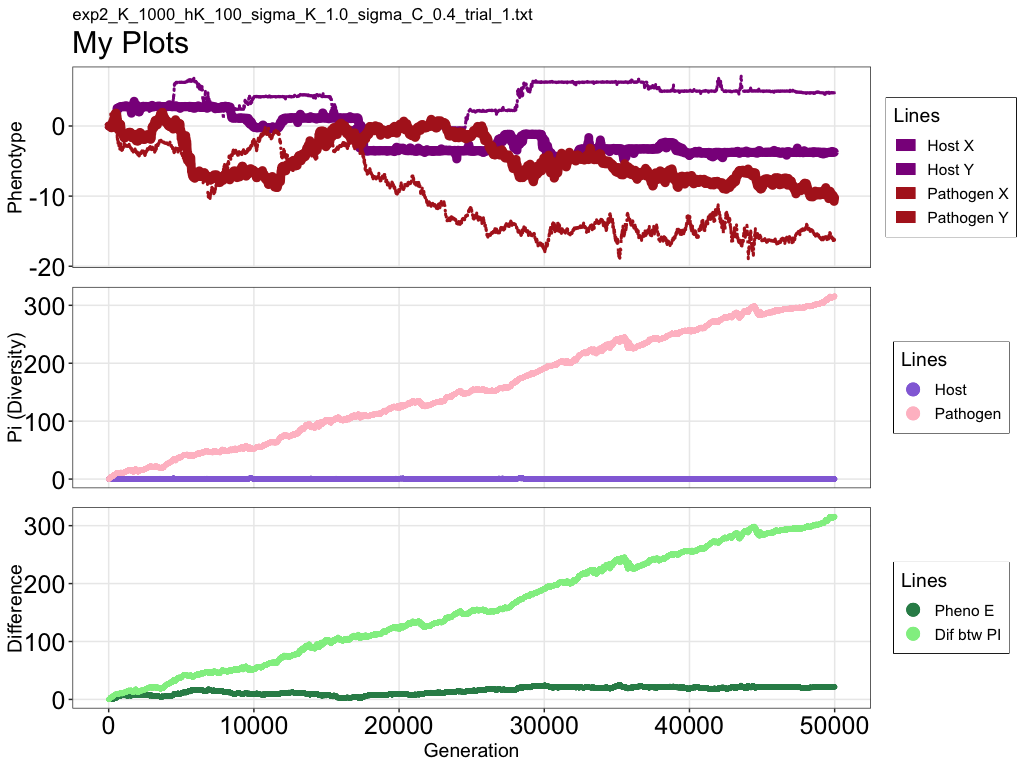 exp2_K_1000_hK_100_sigma_K_1.0_sigma_C_0.4_trial_1.txt
My Plots
Phenotype
0
-10
-20
Lines
Host X
Host Y
Pathogen X
Pathogen Y
Pi (Diversity)
300
200
100
0
Lines
Host
Pathogen
Difference
300
200
100
0
Lines
Pheno E
Dif btw PI
0 10000 20000 30000 40000 50000
Generation